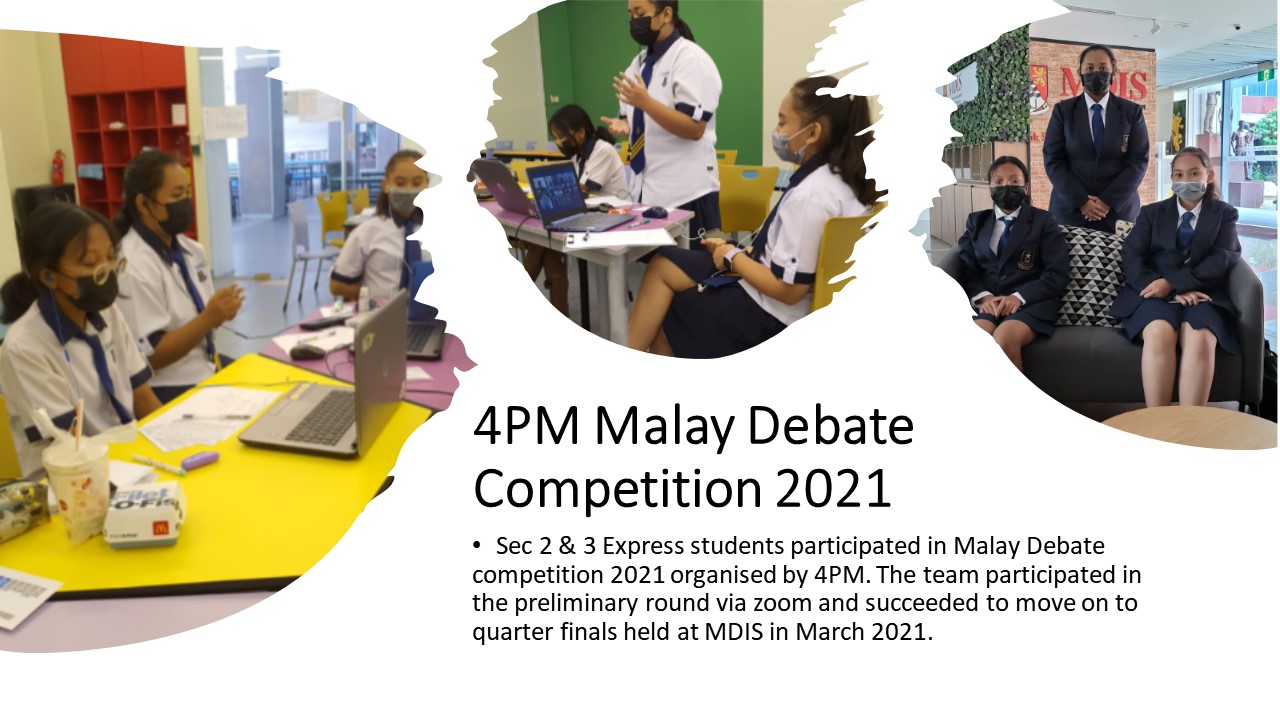 MDIS
4PM Malay Debate
Competition 2021
• Sec 2 & 3 Express students participated in Malay Debate
competition 2021 organised by 4PM. The team participated in
the preliminary round via zoom and succeeded to move on to
quarter finals held at MDIS in March 2021.